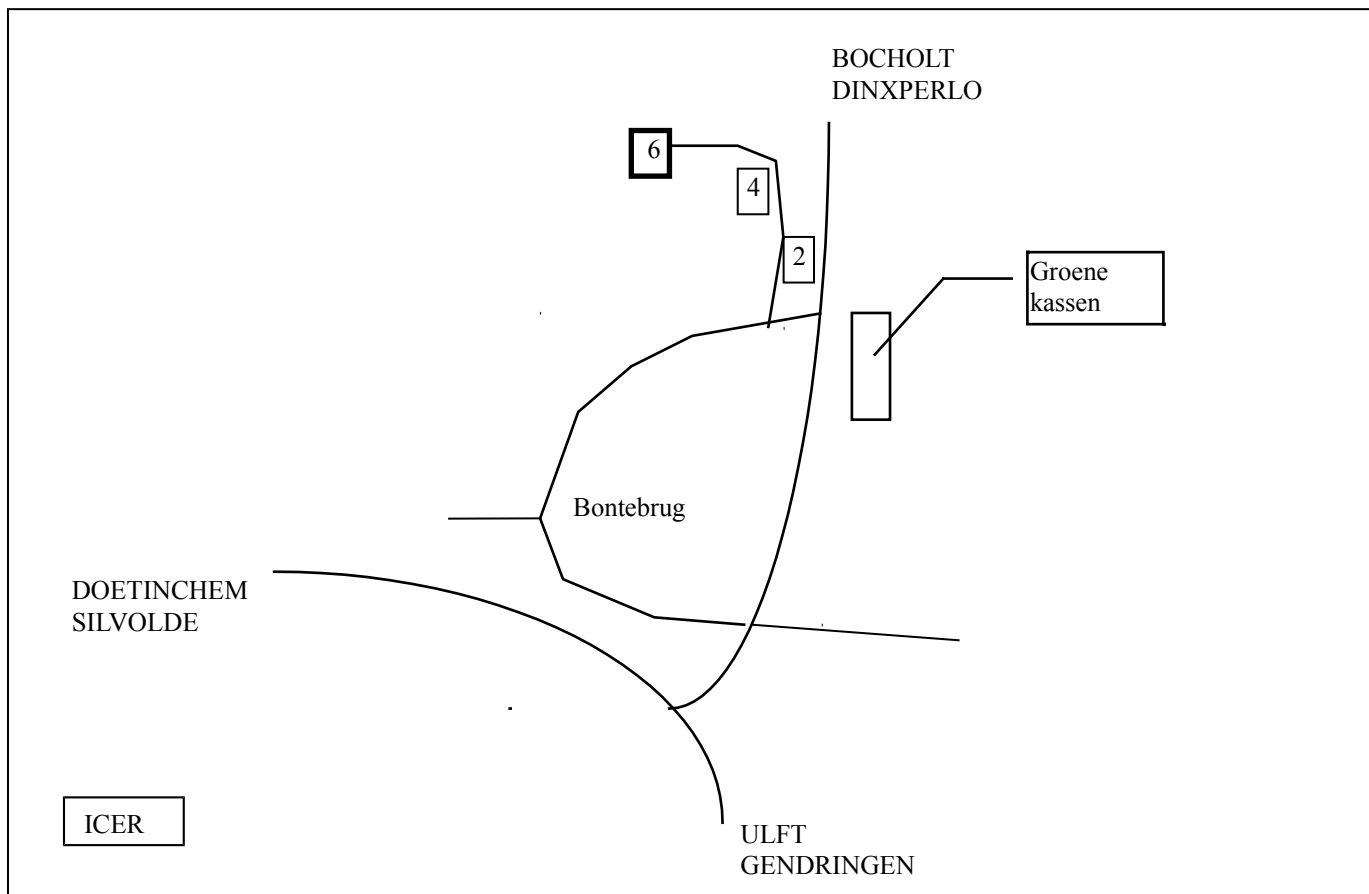 BOCHOLT
DINXPERLO
6
4
2
Groene
kassen
Bontebrug
DOETINCHEM
SILVOLDE
ICER
ULFT
GENDRINGEN